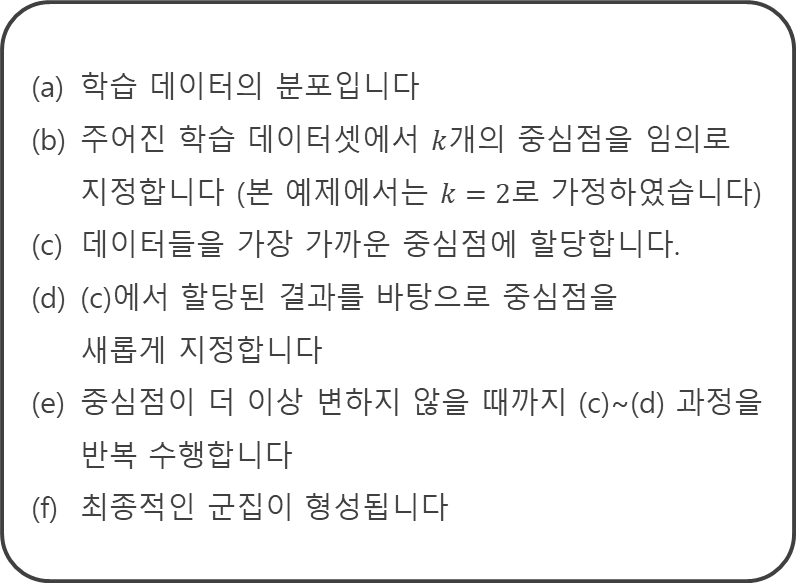 (a) 학습 데이터의 분포입니다
(b) 주어진 학습 데이터셋에서 k개의 중심점을 임의로
지정합니다 (본 예제에서는 k = 2로 가정하였습니다)
(c) 데이터들을 가장 가까운 중심점에 할당합니다.
(d) (c)에서 할당된 결과를 바탕으로 중심점을
새롭게 지정합니다
(e) 중심점이 더 이상 변하지 않을 때까지 (c)~(d) 과정을
반복 수행합니다
(f) 최종적인 군집이 형성됩니다